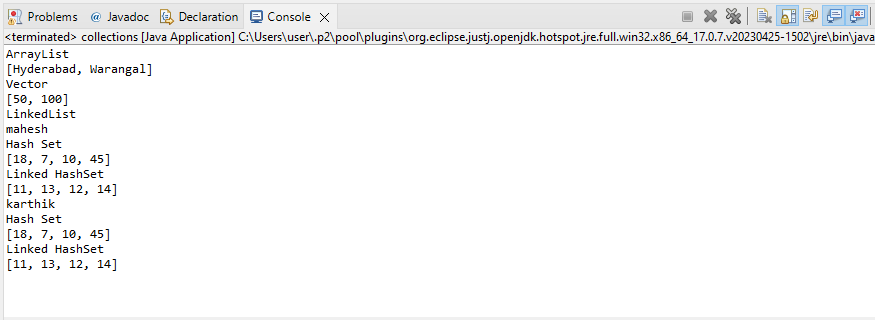 Problems @ Javadoc Declaration Console
<terminated> collections [Java Application] C:\Users\user\.p2\pool\plugins\org.eclipse.justj.openjdk.hotspot.jre.full.win32.x86_64_17.0.7.v20230425-1502\jre\bin\java
ArrayList
[Hyderabad, Warangal]
Vector
[50, 100]
LinkedList
mahesh
Hash Set
[18, 7, 10, 45]
Linked HashSet
[11, 13, 12, 14]
karthik
Hash Set
[18, 7, 10, 45]
Linked HashSet
[11, 13, 12, 14]